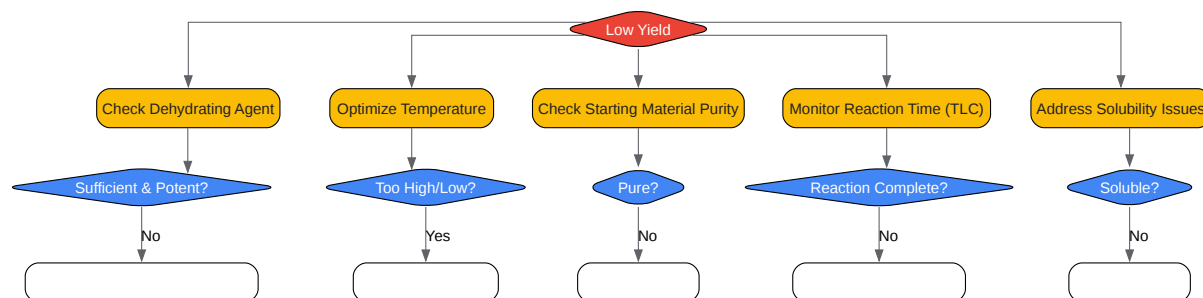 Low Yield
Check Dehydrating Agent
Optimize Temperature
Check Starting Material Purity
Monitor Reaction Time (TLC)
Address Solubility Issues
Sufficient & Potent?
Too High/Low?
Pure?
Reaction Complete?
Soluble?
No
Yes
No
No
No